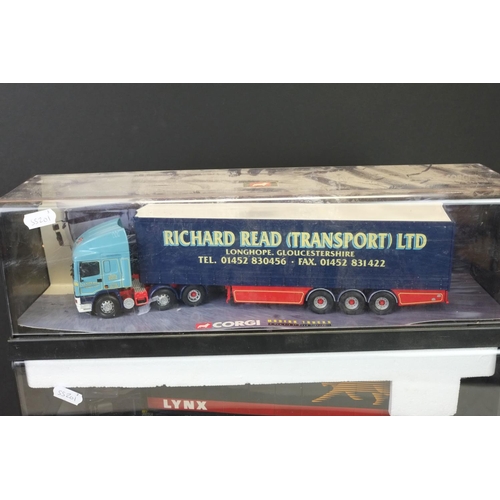 RICHARD READ (TRANSPORT) LTD
LONGHOPE. GLOUCESTERSHIRE
TEL. 01452 830456 - FAX. 01452 831422
CORGI
LYNX